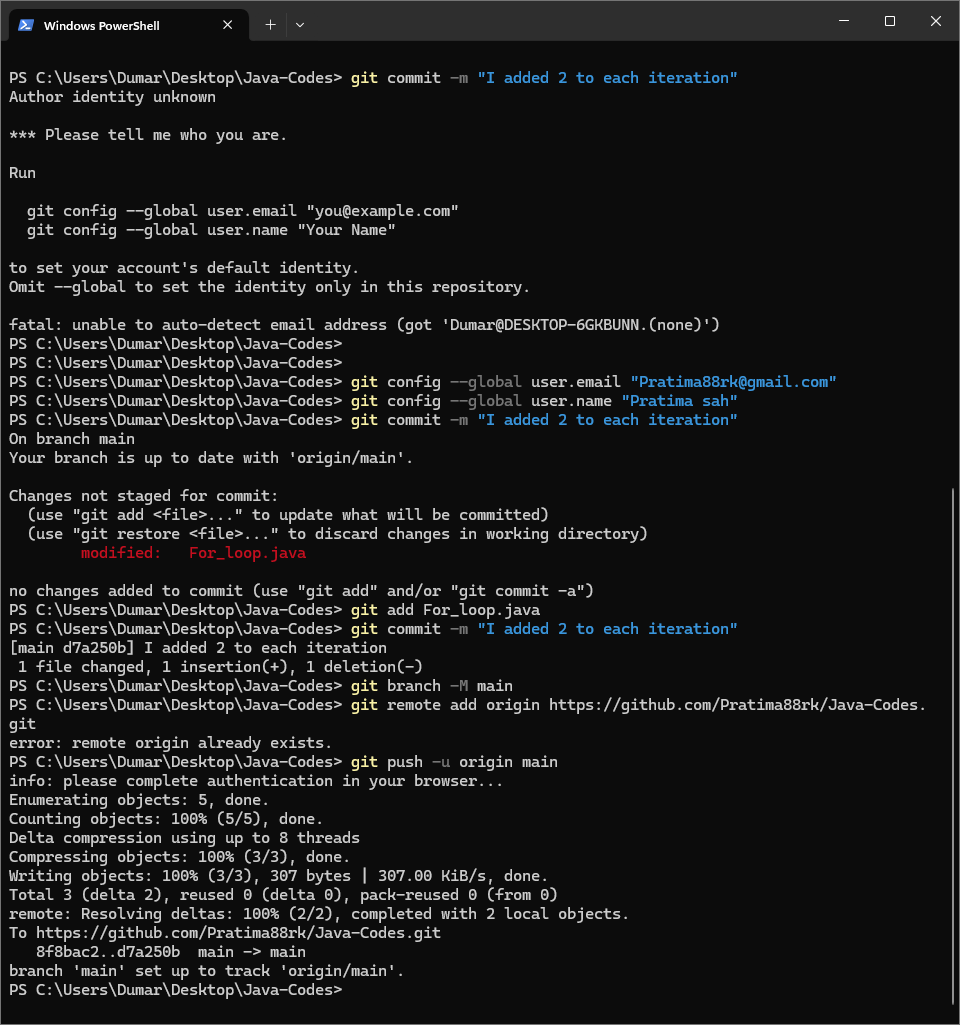 Windows PowerShell
PS C:\Users\Dumar\Desktop\Java-Codes> git commit -m "I added 2 to each iteration"
Author identity unknown
*** Please tell me who you are.
Run
git config --global user.email "you@example.com"
git config --global user.name "Your Name"
to set your account's default identity.
Omit --global to set the identity only in this repository.
fatal: unable to auto-detect email address (got 'Dumar@DESKTOP-6GKBUNN.(none)')
PS C:\Users\Dumar\Desktop\Java-Codes>
PS C:\Users\Dumar\Desktop\Java-Codes>
PS C:\Users\Dumar\Desktop\Java-Codes> git config --global user.email "Pratima88rk@gmail.com"
PS C:\Users\Dumar\Desktop\Java-Codes> git config --global user.name "Pratima sah"
PS C:\Users\Dumar\Desktop\Java-Codes> git commit -m "I added 2 to each iteration"
On branch main
Your branch is up to date with 'origin/main'.
Changes not staged for commit:
(use "git add <file>..." to update what will be committed)
(use "git restore <file>..." to discard changes in working directory)
modified:   For_loop.java
no changes added to commit (use "git add" and/or "git commit -a")
PS C:\Users\Dumar\Desktop\Java-Codes> git add For_loop.java
PS C:\Users\Dumar\Desktop\Java-Codes> git commit -m "I added 2 to each iteration"
[main d7a250b] I added 2 to each iteration
1 file changed, 1 insertion(+), 1 deletion(-)
PS C:\Users\Dumar\Desktop\Java-Codes> git branch -M main
PS C:\Users\Dumar\Desktop\Java-Codes> git remote add origin https://github.com/Pratima88rk/Java-Codes.
git
error: remote origin already exists.
PS C:\Users\Dumar\Desktop\Java-Codes> git push -u origin main
info: please complete authentication in your browser...
Enumerating objects: 5, done.
Counting objects: 100% (5/5), done.
Delta compression using up to 8 threads
Compressing objects: 100% (3/3), done.
Writing objects: 100% (3/3), 307 bytes | 307.00 KiB/s, done.
Total 3 (delta 2), reused 0 (delta 0), pack-reused 0 (from 0)
remote: Resolving deltas: 100% (2/2), completed with 2 local objects.
To https://github.com/Pratima88rk/Java-Codes.git
8f8bac2..d7a250b  main -> main
branch 'main' set up to track 'origin/main'.
PS C:\Users\Dumar\Desktop\Java-Codes>